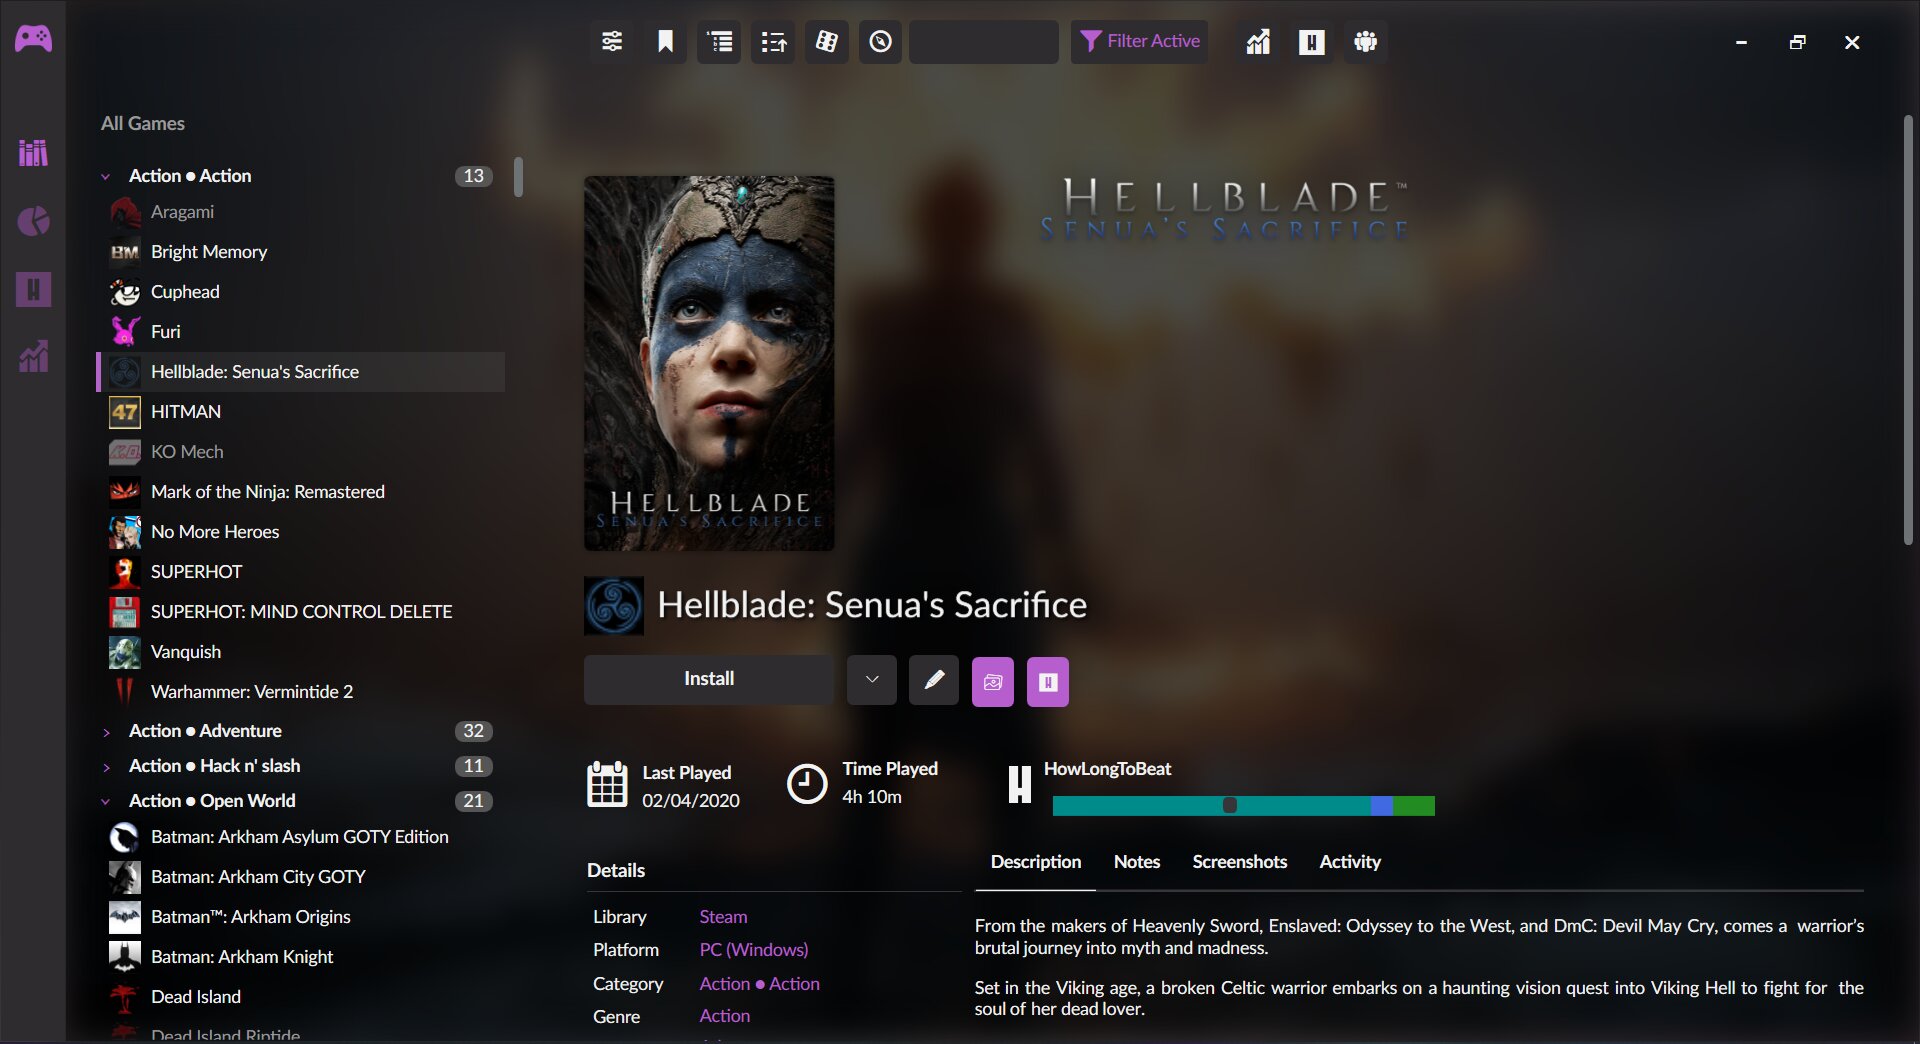 Filter Active
All Games
Action ● Action 13
Aragami
BM Bright Memory
Cuphead
Furi
Hellblade: Senua's Sacrifice
47 HITMAN
K.O. KO Mech
Mark of the Ninja: Remastered
No More Heroes
SUPERHOT
SUPERHOT: MIND CONTROL DELETE
Vanquish
Warhammer: Vermintide 2
Action ● Adventure 32
Action ● Hack n' slash 11
Action ● Open World 21
Batman: Arkham Asylum GOTY Edition
Batman: Arkham City GOTY
Batman™: Arkham Origins
Batman: Arkham Knight
Dead Island
Dead Island Riptide
HELLBLADE
SENUA'S SACRIFICE
HELLBLADE™
SENUA'S SACRIFICE
Hellblade: Senua's Sacrifice
Install
Last Played
02/04/2020
Time Played
4h 10m
HowLongToBeat
Details
Library Steam
Platform PC (Windows)
Category Action ● Action
Genre Action
Description Notes Screenshots Activity
From the makers of Heavenly Sword, Enslaved: Odyssey to the West, and DmC: Devil May Cry, comes a warrior’s
brutal journey into myth and madness.
Set in the Viking age, a broken Celtic warrior embarks on a haunting vision quest into Viking Hell to fight for the
soul of her dead lover.